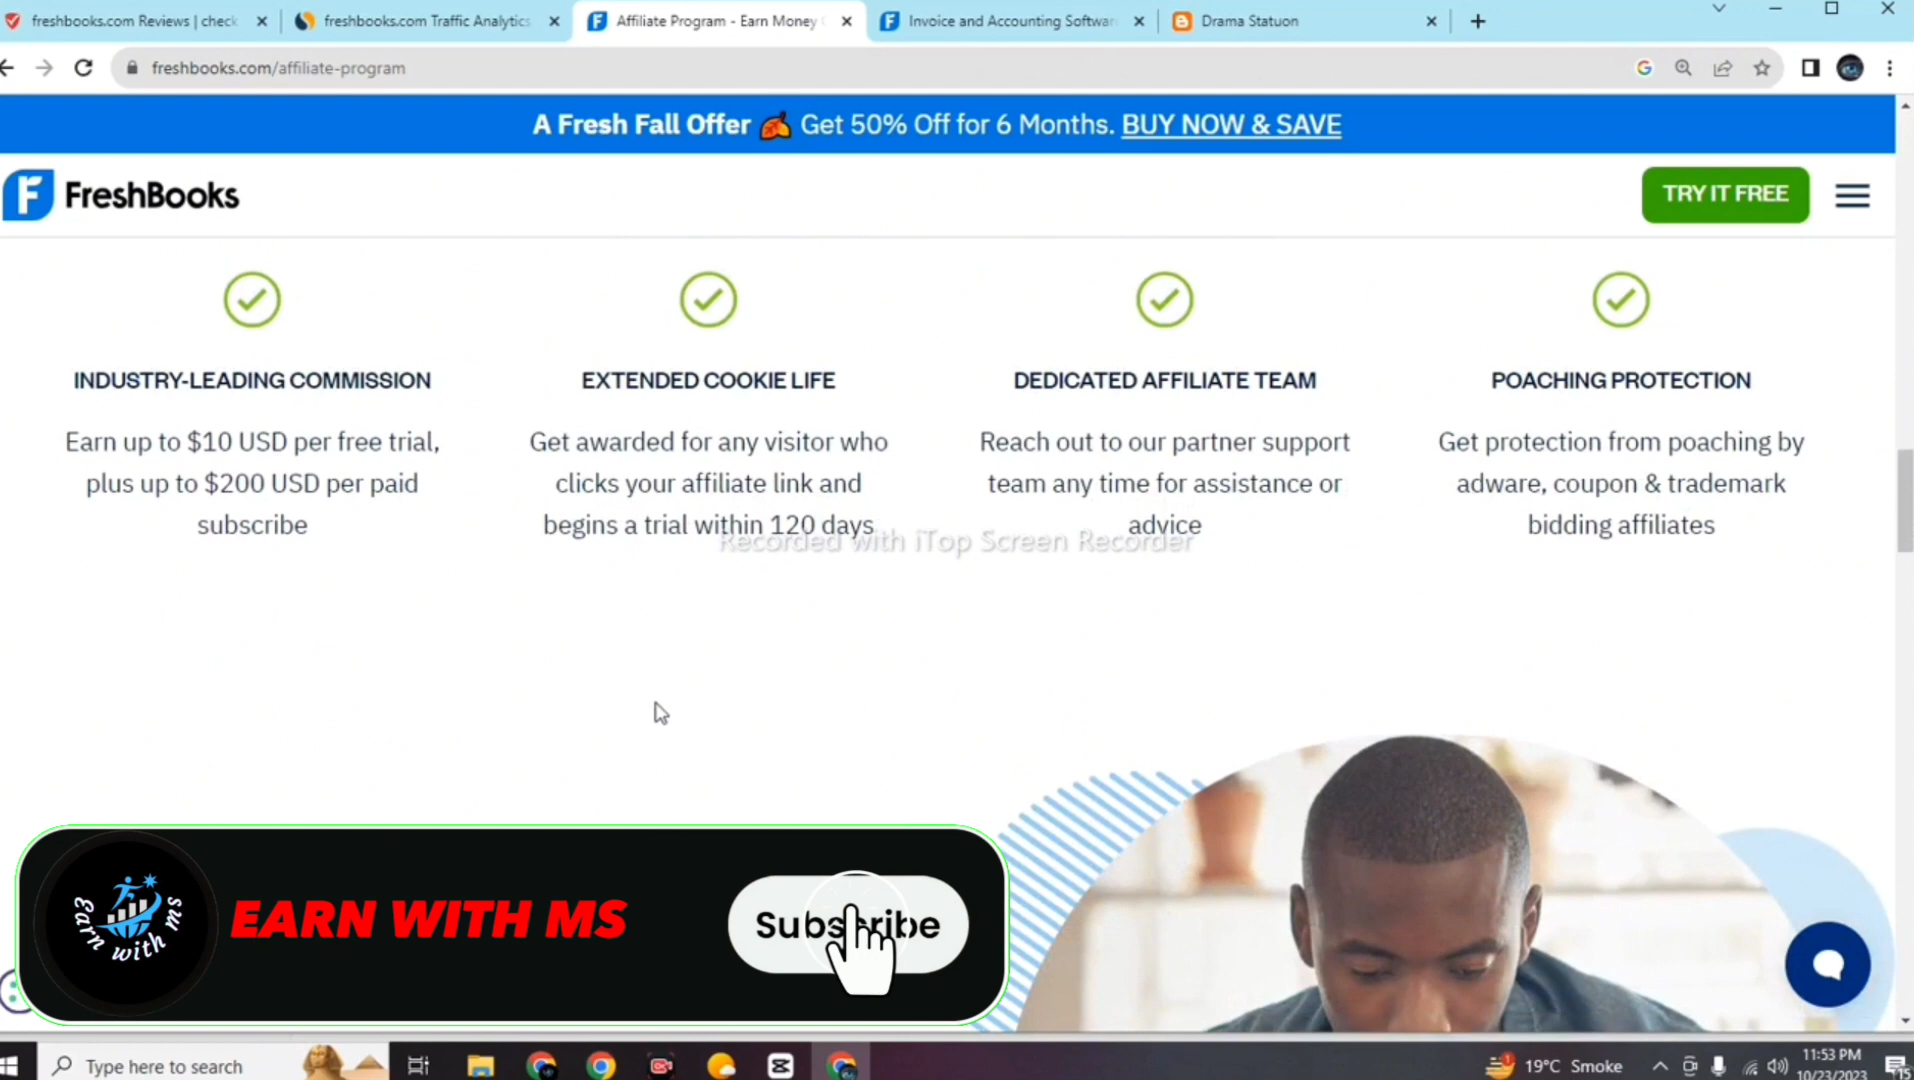 freshbooks.com Reviews | check
freshbooks.com Traffic Analytics
Affiliate Program - Earn Money
Invoice and Accounting Softwar
Drama Statuon
freshbooks.com/affiliate-program
A Fresh Fall Offer 🍂 Get 50% Off for 6 Months. BUY NOW & SAVE
FreshBooks
TRY IT FREE
INDUSTRY-LEADING COMMISSION
Earn up to $10 USD per free trial,
plus up to $200 USD per paid
subscribe
EXTENDED COOKIE LIFE
Get awarded for any visitor who
clicks your affiliate link and
begins a trial within 120 days
DEDICATED AFFILIATE TEAM
Reach out to our partner support
team any time for assistance or
advice
POACHING PROTECTION
Get protection from poaching by
adware, coupon & trademark
bidding affiliates
Recorded with iTop Screen Recorder
Earn with ms
EARN WITH MS
Subscribe
Type here to search
19°C Smoke
11:53 PM
10/23/2023
15